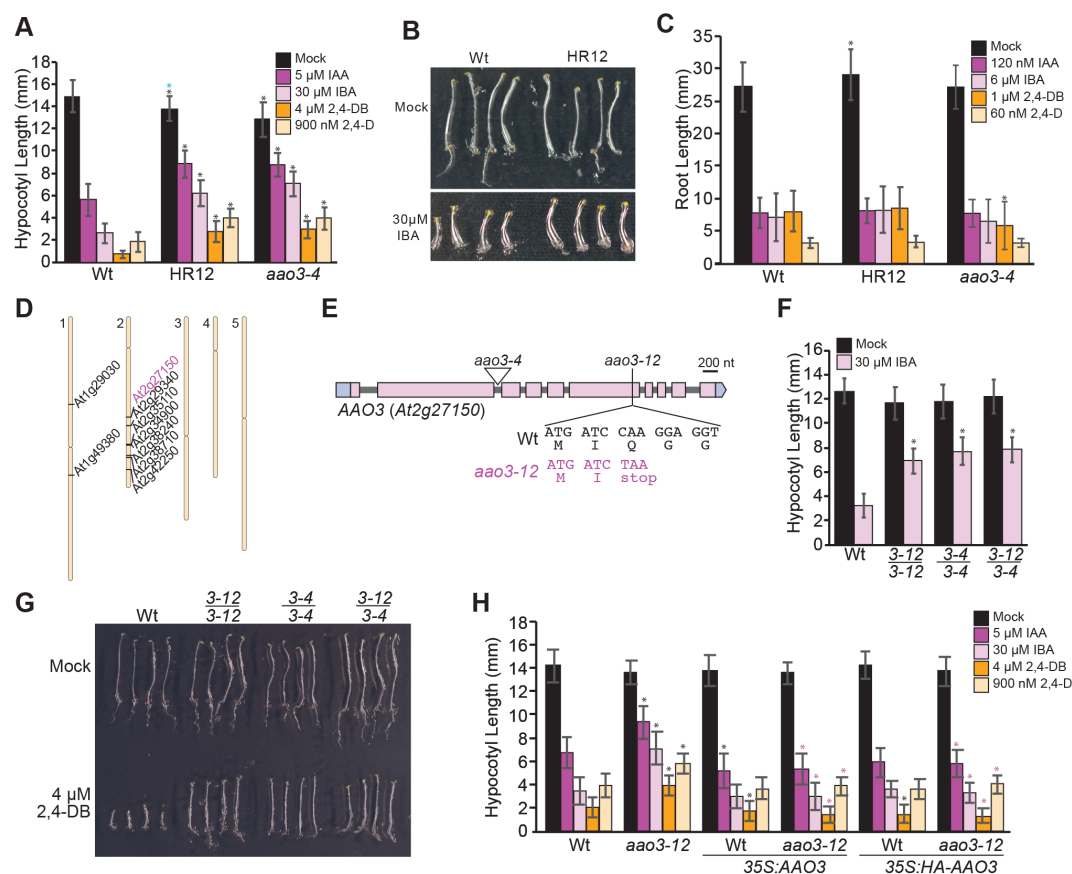 A
Hypocotyl Length (mm)
18
16
14
12
10
8
6
4
2
0
Mock
5 µM IAA
30 µM IBA
4 µM 2,4-DB
900 nM 2,4-D
* * * * * *
* * * * *
Wt HR12 aao3-4
B
Wt HR12
Mock
30µM
IBA
C
Root Length (mm)
35
30
25
20
15
10
5
0
Mock
120 nM IAA
6 µM IBA
1 µM 2,4-DB
60 nM 2,4-D
*
*
Wt HR12 aao3-4
D
1 2 3 4 5
At1g29030
At1g49380
At2g27150
At2g29340
At2g35110
At2g34900
At2g38240
At2g38710
At2g42250
E
aao3-4 aao3-12 200 nt
AAO3 (At2g27150)
Wt ATG ATC CAA GGA GGT
M I Q G G
aao3-12 ATG ATC TAA
M I stop
F
Hypocotyl Length (mm)
16
14
12
10
8
6
4
2
0
Mock
30 µM IBA
* * *
Wt 3-12 3-4 3-12
3-12 3-4 3-4
G
Wt 3-12 3-4 3-12
3-12 3-4 3-4
Mock
4 µM
2,4-DB
H
Hypocotyl Length (mm)
18
16
14
12
10
8
6
4
2
0
Mock
5 µM IAA
30 µM IBA
4 µM 2,4-DB
900 nM 2,4-D
* * * *
* *
* * * *
*
* * * *
Wt aao3-12 Wt aao3-12 Wt aao3-12
35S:AAO3 35S:HA-AAO3